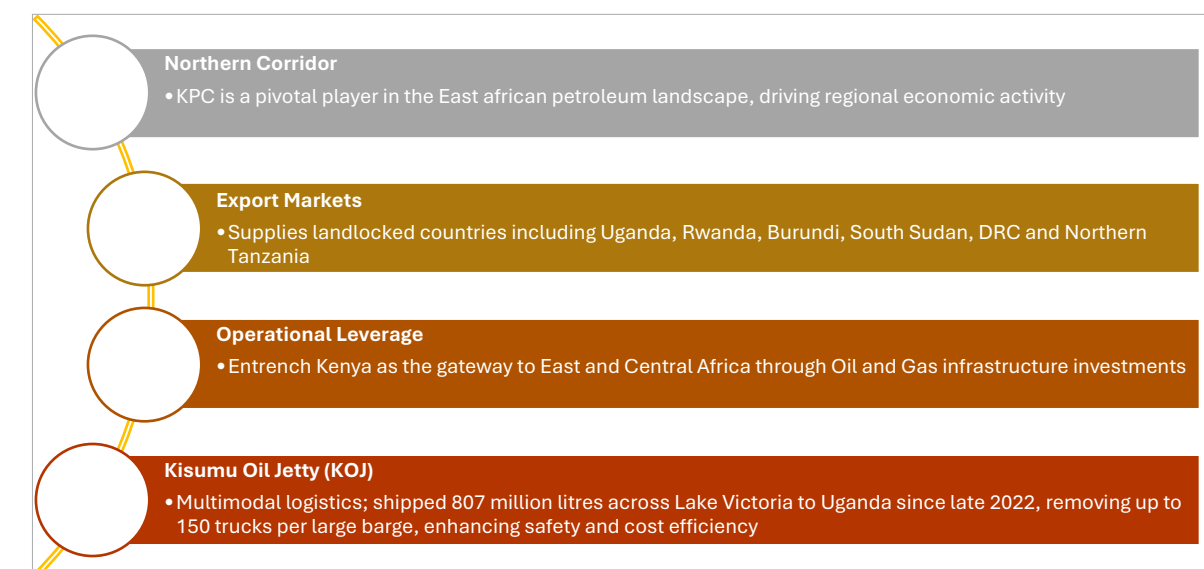 Northern Corridor
•KPC is a pivotal player in the East african petroleum landscape, driving regional economic activity
Export Markets
•Supplies landlocked countries including Uganda, Rwanda, Burundi, South Sudan, DRC and Northern
Tanzania
Operational Leverage
•Entrench Kenya as the gateway to East and Central Africa through Oil and Gas infrastructure investments
Kisumu Oil Jetty (KOJ)
•Multimodal logistics; shipped 807 million litres across Lake Victoria to Uganda since late 2022, removing up to
150 trucks per large barge, enhancing safety and cost efficiency